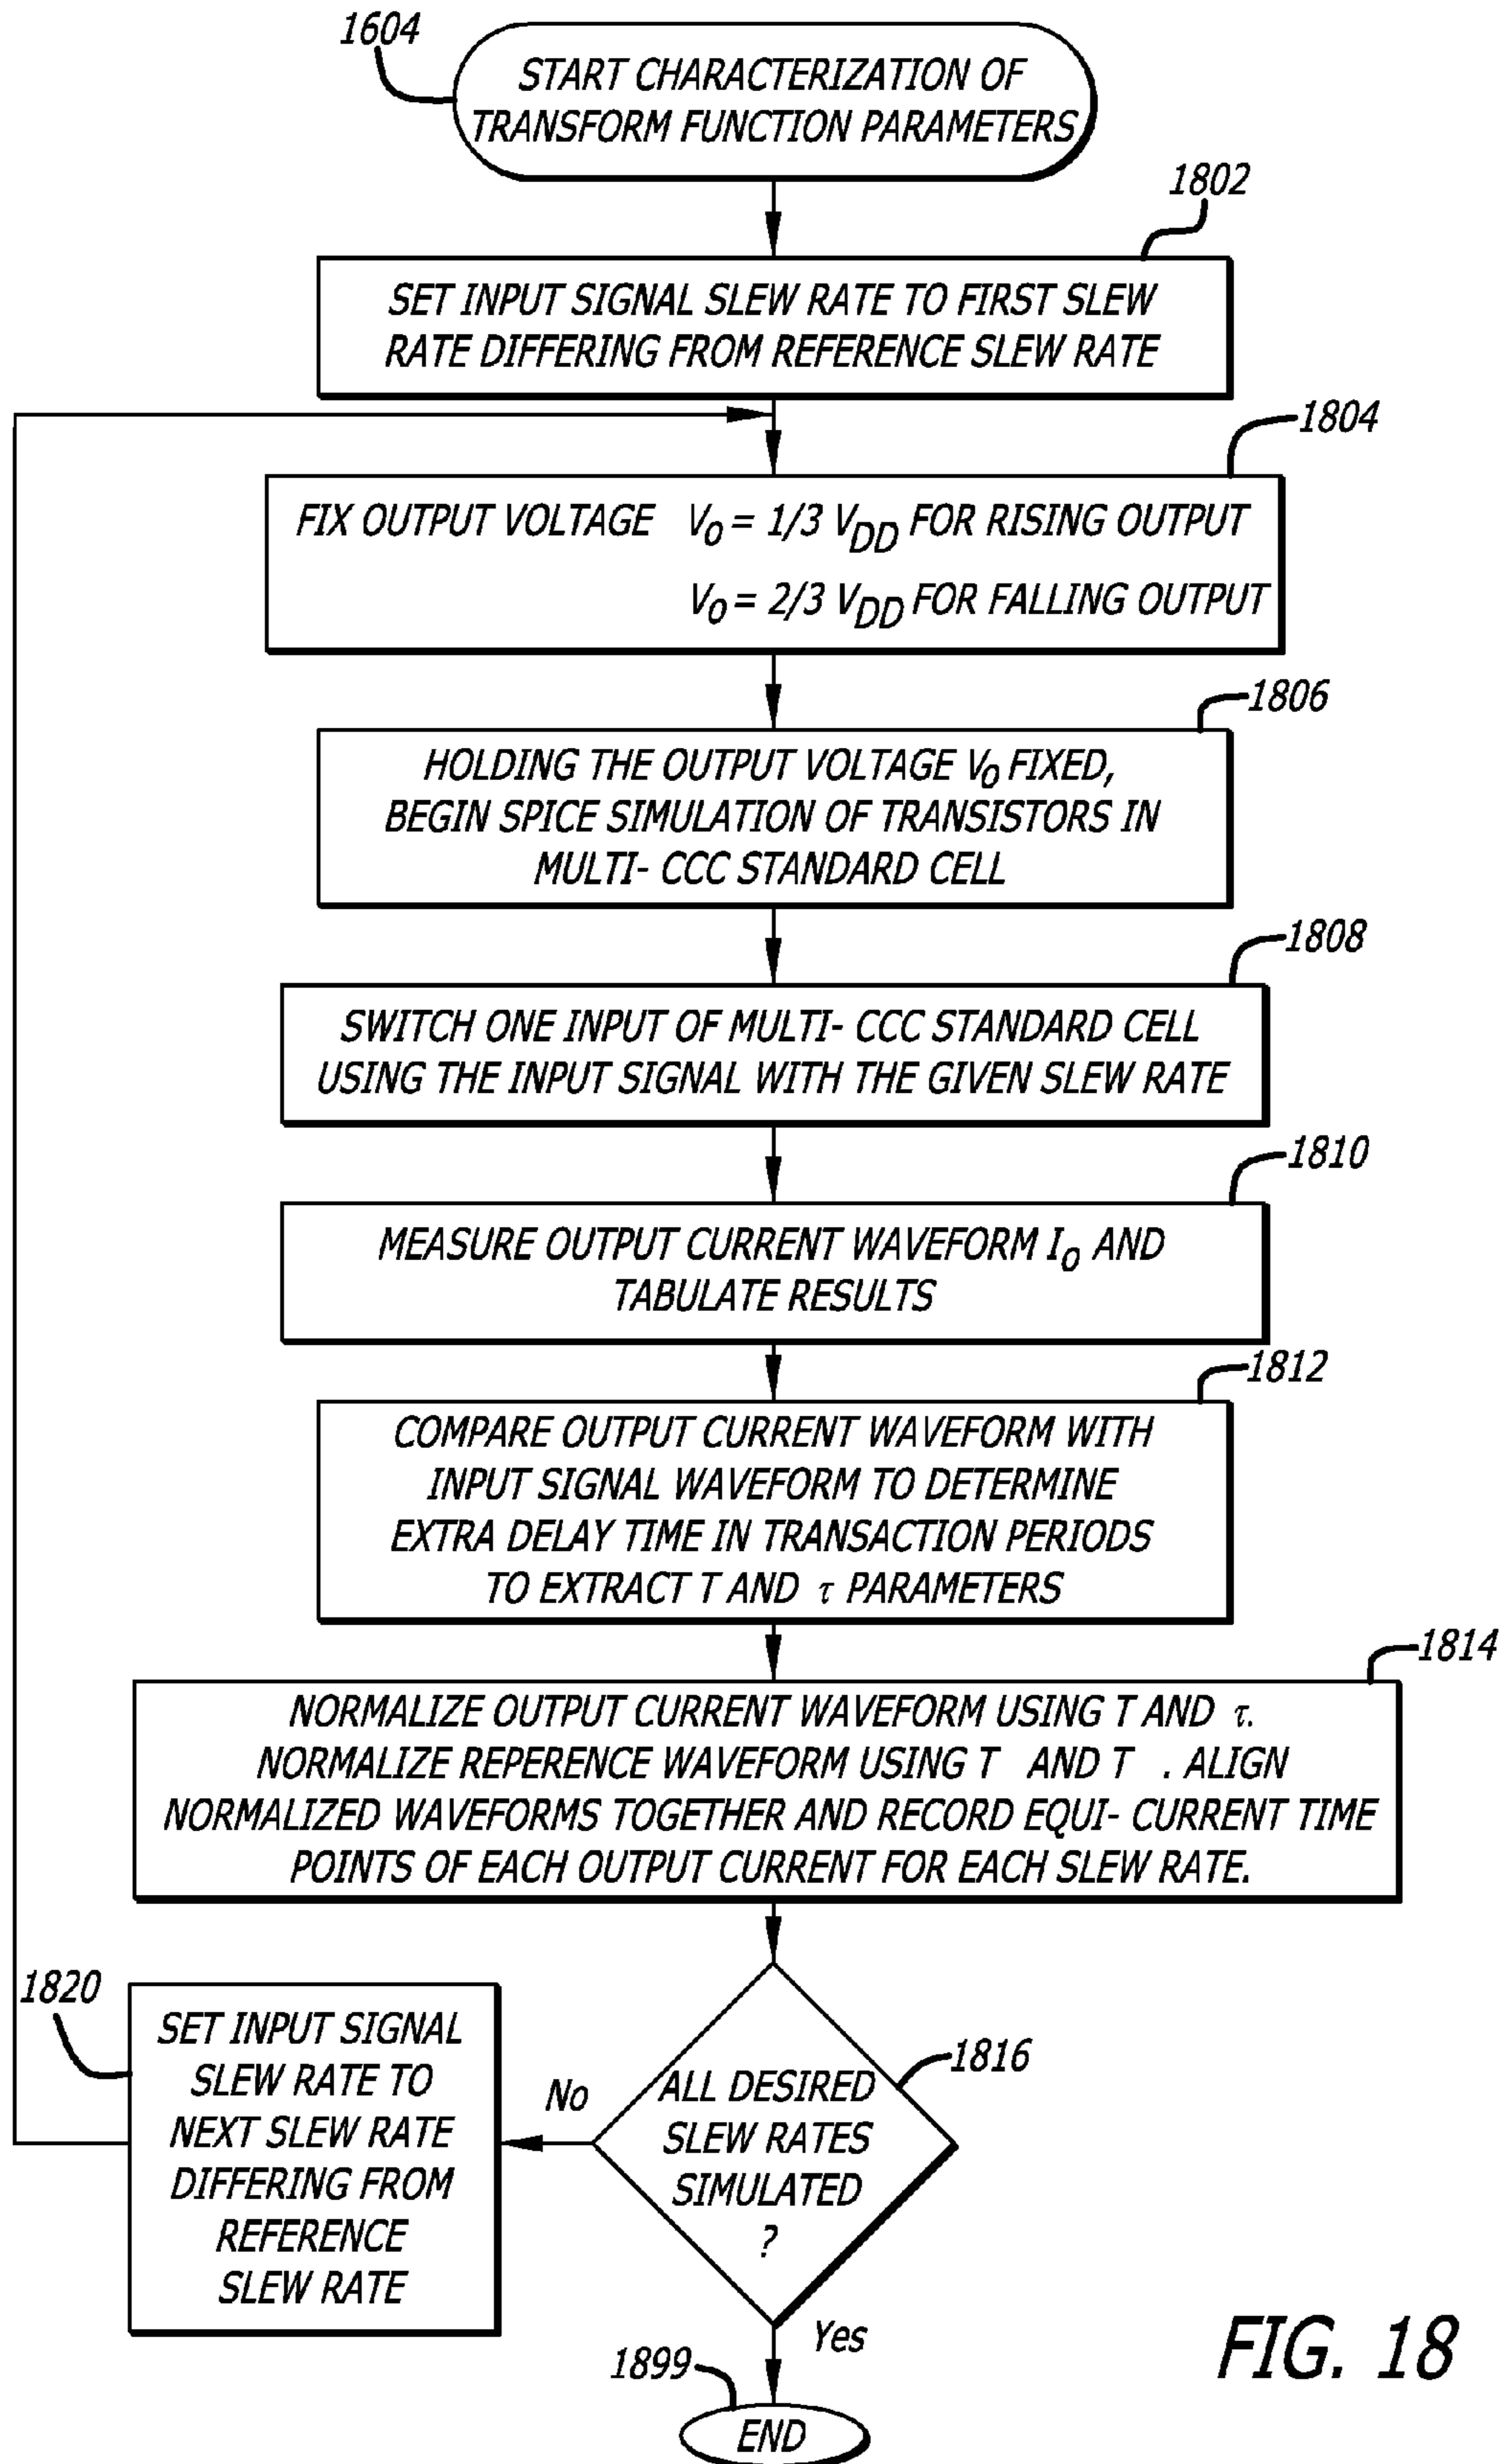 1604
START CHARACTERIZATION OF
TRANSFORM FUNCTION PARAMETERS
1802
SET INPUT SIGNAL SLEW RATE TO FIRST SLEW
RATE DIFFERING FROM REFERENCE SLEW RATE
1804
FIX OUTPUT VOLTAGE V_O = 1/3 V_DD FOR RISING OUTPUT
V_O = 2/3 V_DD FOR FALLING OUTPUT
1806
HOLDING THE OUTPUT VOLTAGE V_O FIXED,
BEGIN SPICE SIMULATION OF TRANSISTORS IN
MULTI- CCC STANDARD CELL
1808
SWITCH ONE INPUT OF MULTI- CCC STANDARD CELL
USING THE INPUT SIGNAL WITH THE GIVEN SLEW RATE
1810
MEASURE OUTPUT CURRENT WAVEFORM I_O AND
TABULATE RESULTS
1812
COMPARE OUTPUT CURRENT WAVEFORM WITH
INPUT SIGNAL WAVEFORM TO DETERMINE
EXTRA DELAY TIME IN TRANSACTION PERIODS
TO EXTRACT T AND τ PARAMETERS
1814
NORMALIZE OUTPUT CURRENT WAVEFORM USING T AND τ.
NORMALIZE REPERENCE WAVEFORM USING T AND T . ALIGN
NORMALIZED WAVEFORMS TOGETHER AND RECORD EQUI- CURRENT TIME
POINTS OF EACH OUTPUT CURRENT FOR EACH SLEW RATE.
1816
ALL DESIRED
SLEW RATES
SIMULATED
?
No
1820
SET INPUT SIGNAL
SLEW RATE TO
NEXT SLEW RATE
DIFFERING FROM
REFERENCE
SLEW RATE
Yes
1899
END
FIG. 18